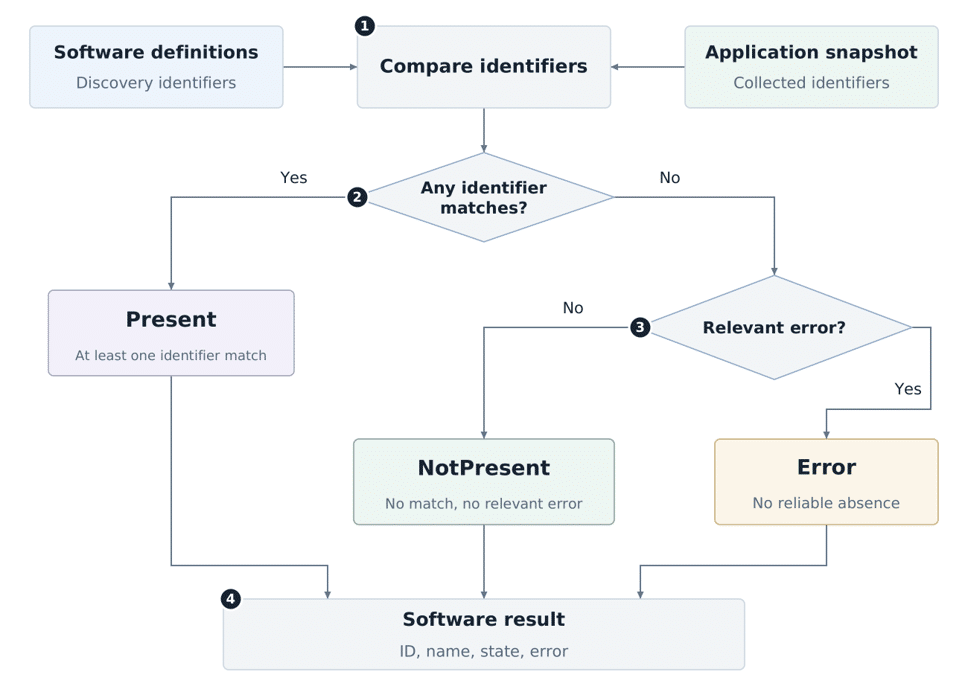 1
Software definitions
Discovery identifiers
Compare identifiers
Application snapshot
Collected identifiers
Yes
2
Any identifier
matches?
No
Present
At least one identifier match
No
3
Relevant error?
Yes
NotPresent
No match, no relevant error
Error
No reliable absence
4
Software result
ID, name, state, error